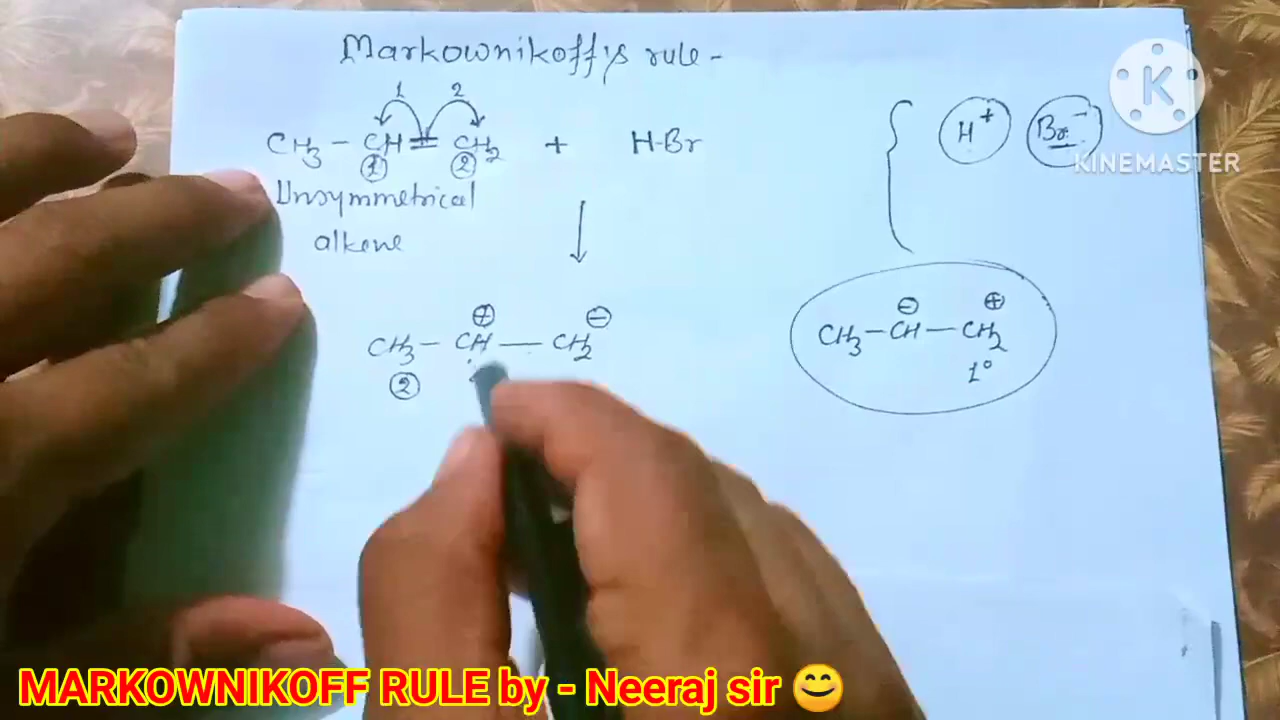 Markownikoff's rule -
1 2
CH3 - CH = CH2 + H-Br
① ②
Unsymmetrical
alkene
H+ Br-
K
KINEMASTER
CH3 - CH - CH2
⊕ ⊖
②
⊖ ⊕
CH3 - CH - CH2
1°
MARKOWNIKOFF RULE by - Neeraj sir 😊